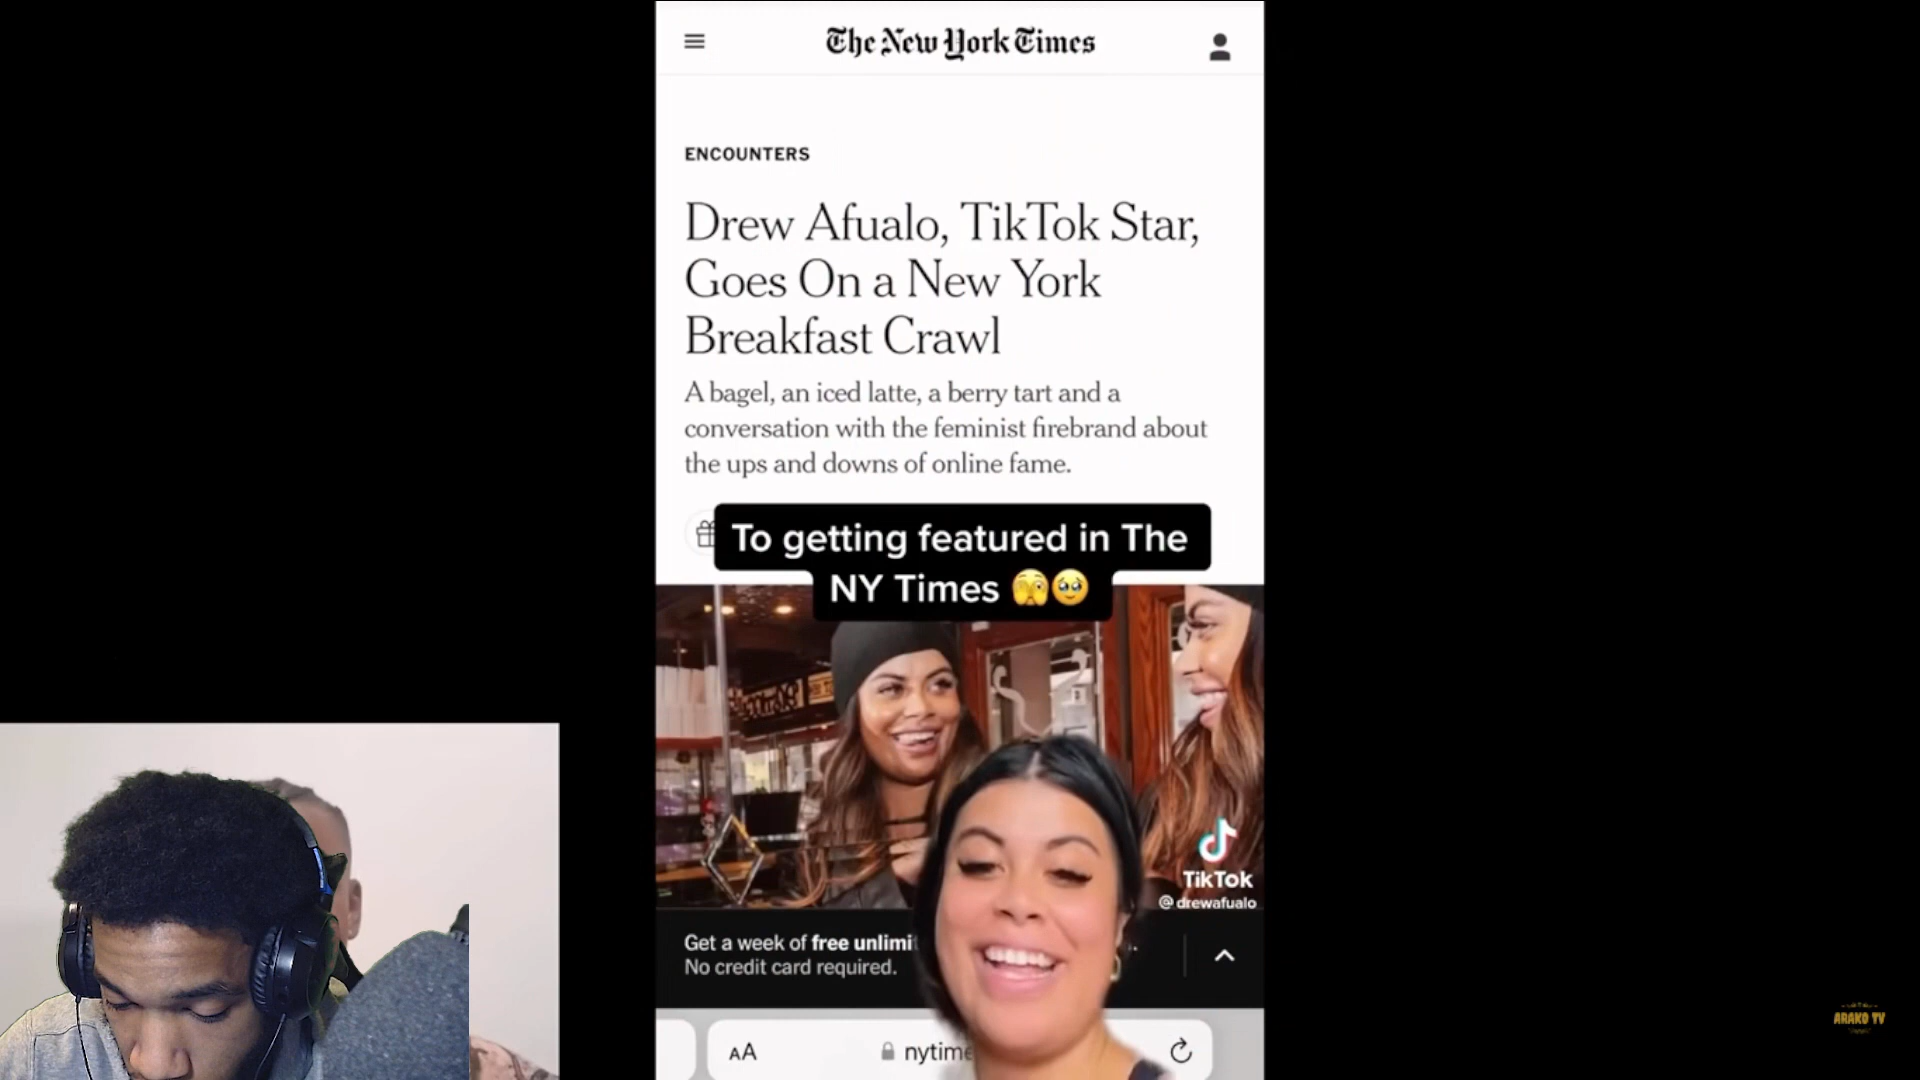 The New York Times
ENCOUNTERS
Drew Afualo, TikTok Star,
Goes On a New York
Breakfast Crawl
A bagel, an iced latte, a berry tart and a
conversation with the feminist firebrand about
the ups and downs of online fame.
To getting featured in The
NY Times 🫣🥹
TikTok
@drewafualo
Get a week of free unlimi
No credit card required.
AA
nytime
ARAKO TV